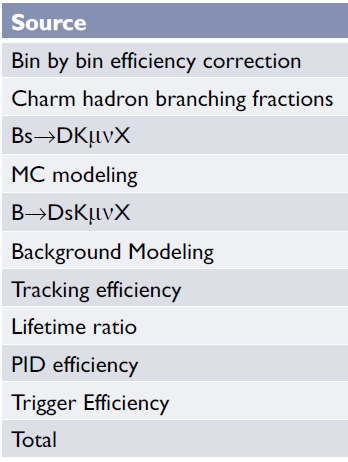 Source
Bin by bin efficiency correction
Charm hadron branching fractions
Bs→DKμνX
MC modeling
B→DsKμνX
Background Modeling
Tracking efficiency
Lifetime ratio
PID efficiency
Trigger Efficiency
Total